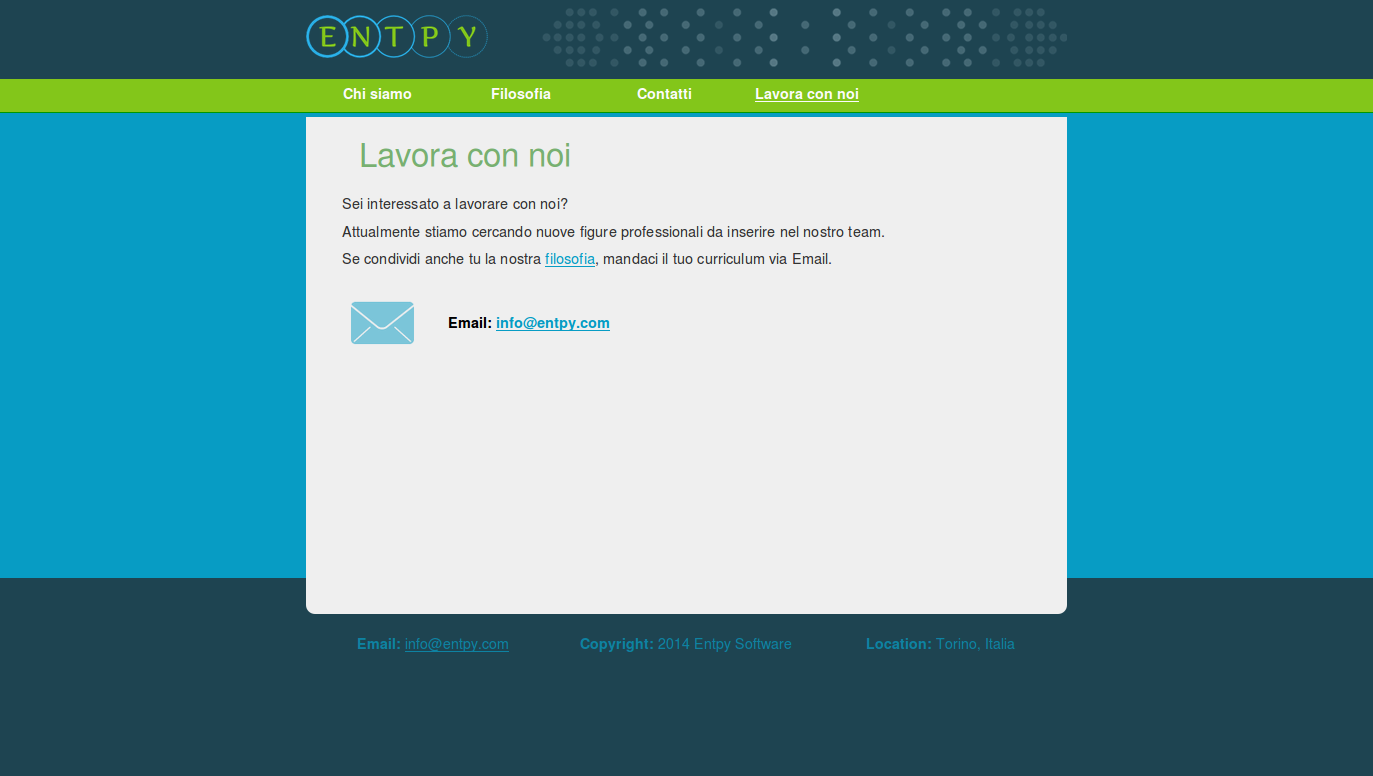 ENTPY
Chi siamo Filosofia Contatti Lavora con noi
Lavora con noi
Sei interessato a lavorare con noi?
Attualmente stiamo cercando nuove figure professionali da inserire nel nostro team.
Se condividi anche tu la nostra filosofia, mandaci il tuo curriculum via Email.
Email: info@entpy.com
Email: info@entpy.com Copyright: 2014 Entpy Software Location: Torino, Italia